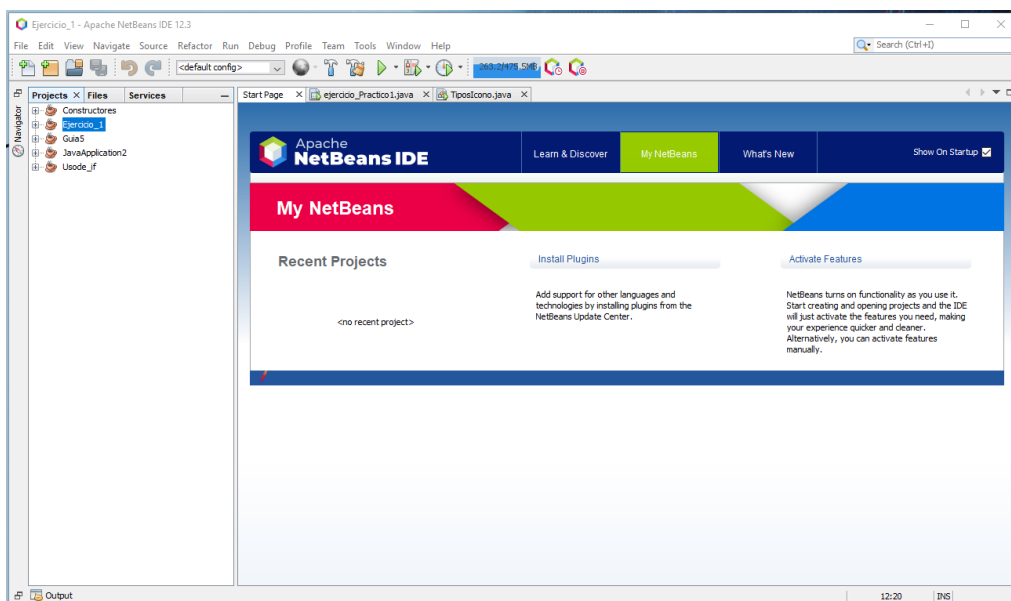 Ejercicio_1 - Apache NetBeans IDE 12.3
File Edit View Navigate Source Refactor Run Debug Profile Team Tools Window Help
Search (Ctrl+I)
<default config>
263.2/475.5MB
Projects Files Services
Start Page ejercicio_Practico1.java TiposIcono.java
Navigator
Constructores
Ejercicio_1
Guia5
JavaApplication2
Usode_if
Apache
NetBeans IDE
Learn & Discover My NetBeans What's New Show On Startup
My NetBeans
Recent Projects
<no recent project>
Install Plugins
Add support for other languages and
technologies by installing plugins from the
NetBeans Update Center.
Activate Features
NetBeans turns on functionality as you use it.
Start creating and opening projects and the IDE
will just activate the features you need, making
your experience quicker and cleaner.
Alternatively, you can activate features
manually.
Output 12:20 INS